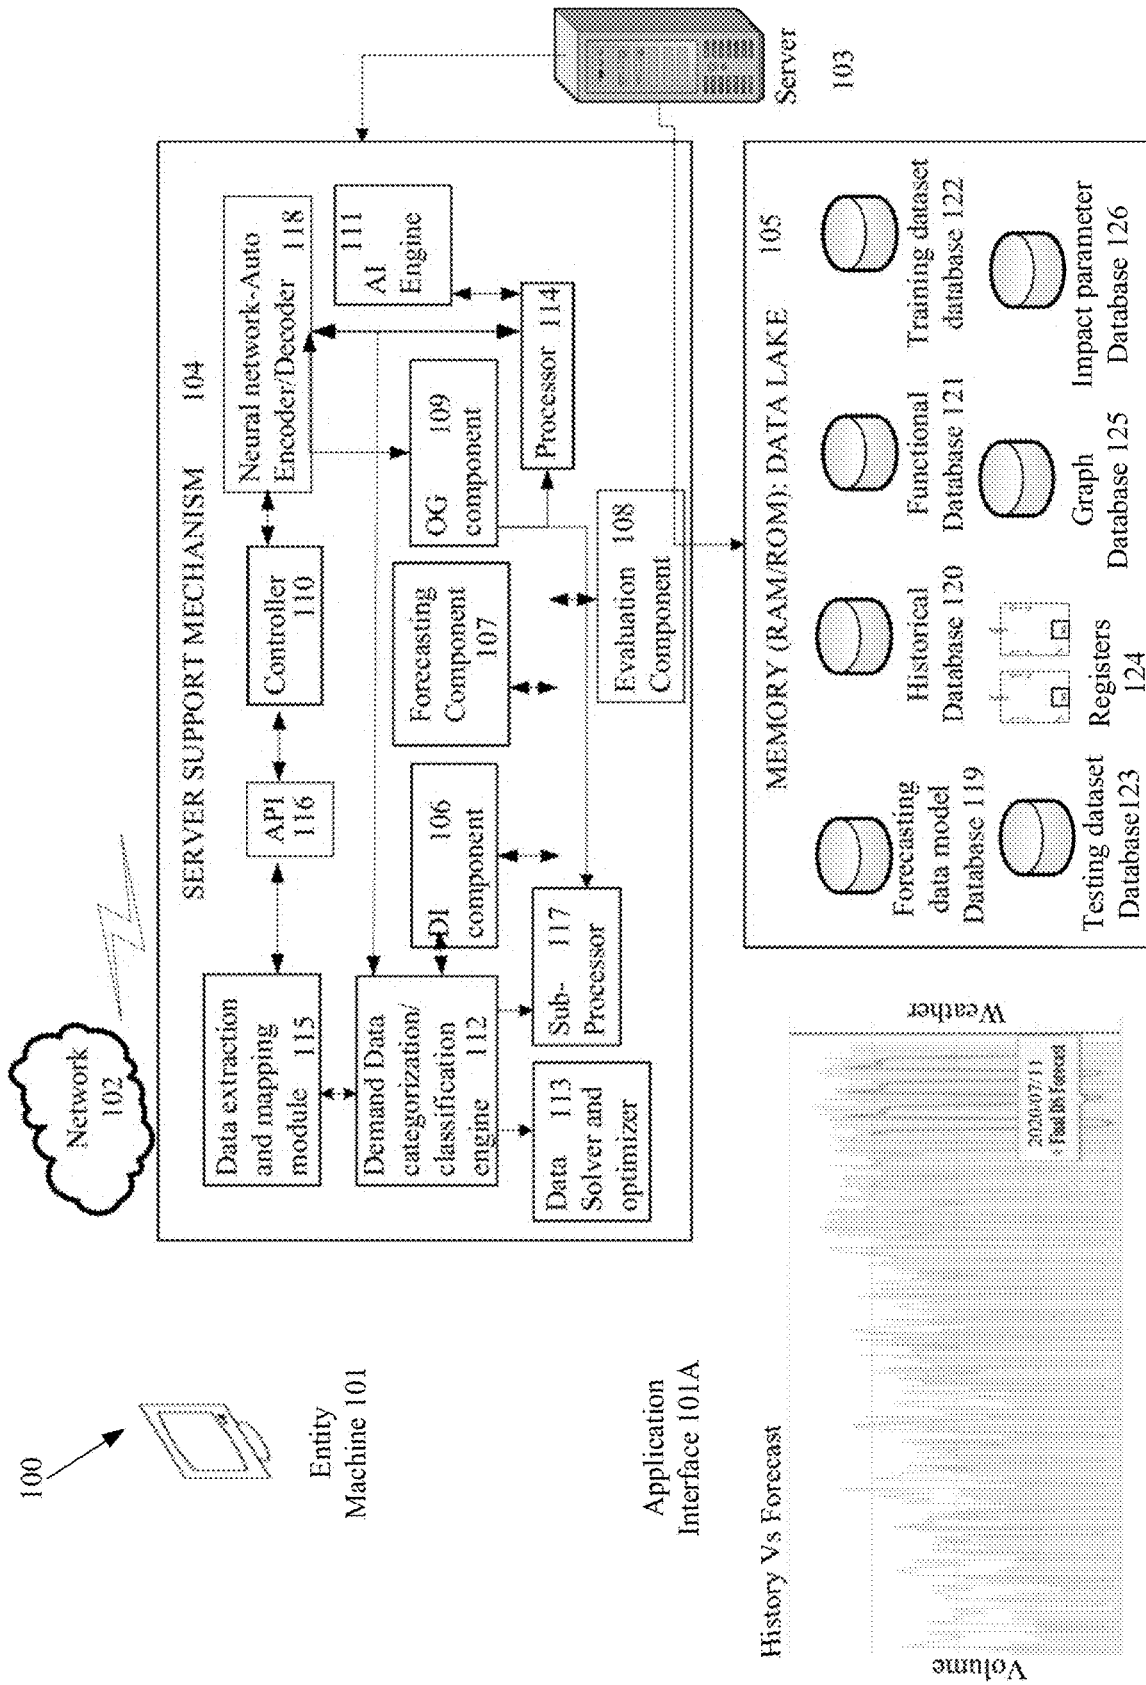 100
Network
102
Entity
Machine 101
SERVER SUPPORT MECHANISM 104
Data extraction
and mapping
module 115
API
116
Controller
110
Neural network-Auto
Encoder/Decoder 118
Demand Data
categorization/
classification
engine 112
DI 106
component
Forecasting
Component
107
OG 109
component
111
AI
Engine
Data 113
Solver and
optimizer
Sub- 117
Processor
Evaluation 108
Component
Processor 114
Server
103
Application
Interface 101A
History Vs Forecast
Volume
Weather
2020/07/11
MEMORY (RAM/ROM): DATA LAKE 105
Forecasting
data model
Database 119
Historical
Database 120
Functional
Database 121
Training dataset
database 122
Testing dataset
Database123
Registers
124
Graph
Database 125
Impact parameter
Database 126